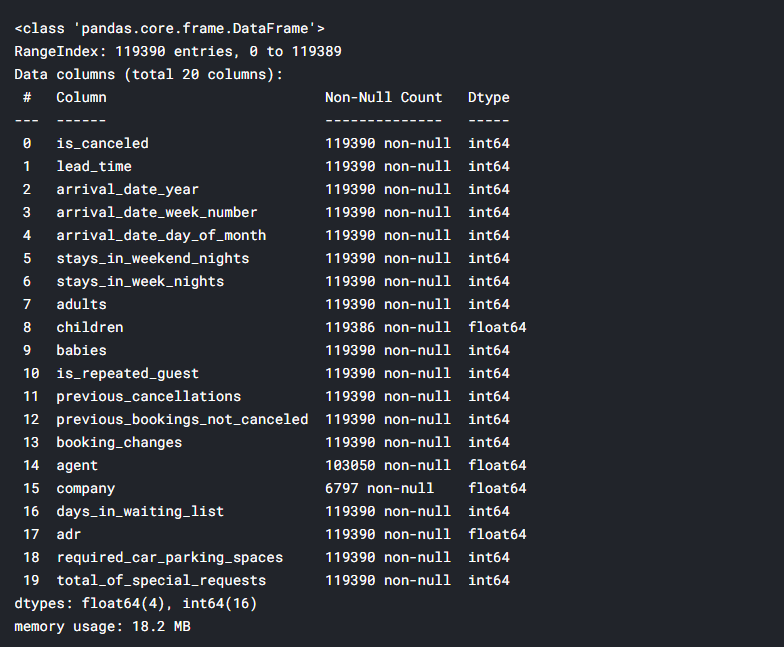 <class 'pandas.core.frame.DataFrame'>
RangeIndex: 119390 entries, 0 to 119389
Data columns (total 20 columns):
 #   Column                          Non-Null Count   Dtype
---  ------                          --------------   -----
 0   is_canceled                     119390 non-null  int64
 1   lead_time                       119390 non-null  int64
 2   arrival_date_year               119390 non-null  int64
 3   arrival_date_week_number        119390 non-null  int64
 4   arrival_date_day_of_month       119390 non-null  int64
 5   stays_in_weekend_nights         119390 non-null  int64
 6   stays_in_week_nights            119390 non-null  int64
 7   adults                          119390 non-null  int64
 8   children                        119386 non-null  float64
 9   babies                          119390 non-null  int64
 10  is_repeated_guest               119390 non-null  int64
 11  previous_cancellations          119390 non-null  int64
 12  previous_bookings_not_canceled  119390 non-null  int64
 13  booking_changes                 119390 non-null  int64
 14  agent                           103050 non-null  float64
 15  company                         6797 non-null    float64
 16  days_in_waiting_list            119390 non-null  int64
 17  adr                             119390 non-null  float64
 18  required_car_parking_spaces     119390 non-null  int64
 19  total_of_special_requests       119390 non-null  int64
dtypes: float64(4), int64(16)
memory usage: 18.2 MB